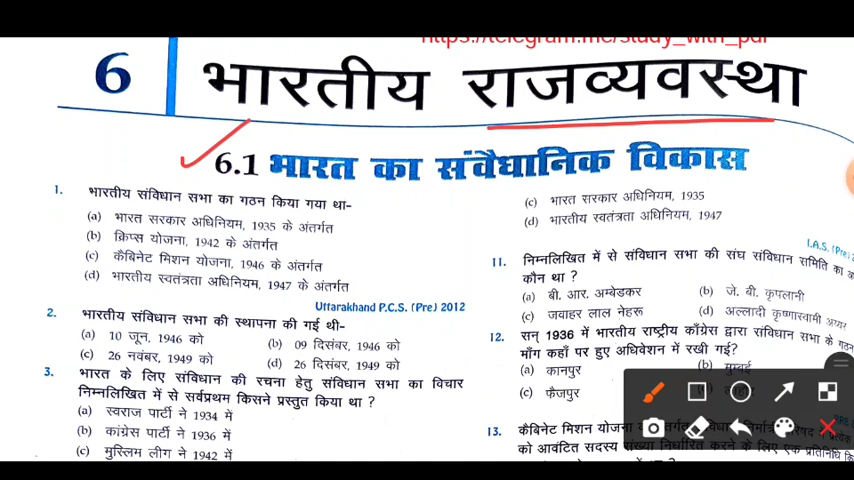 https://telegram.me/study_with_pdf
6
भारतीय राजव्यवस्था
6.1 भारत का संवैधानिक विकास
1. भारतीय संविधान सभा का गठन किया गया था-
(a) भारत सरकार अधिनियम, 1935 के अंतर्गत
(b) क्रिप्स योजना, 1942 के अंतर्गत
(c) कैबिनेट मिशन योजना, 1946 के अंतर्गत
(d) भारतीय स्वतंत्रता अधिनियम, 1947 के अंतर्गत
Uttarakhand P.C.S. (Pre) 2012
2. भारतीय संविधान सभा की स्थापना की गई थी-
(a) 10 जून, 1946 को (b) 09 दिसंबर, 1946 को
(c) 26 नवंबर, 1949 को (d) 26 दिसंबर, 1949 को
3. भारत के लिए संविधान की रचना हेतु संविधान सभा का विचार
निम्नलिखित में से सर्वप्रथम किसने प्रस्तुत किया था ?
(a) स्वराज पार्टी ने 1934 में
(b) कांग्रेस पार्टी ने 1936 में
(c) मुस्लिम लीग ने 1942 में
(c) भारत सरकार अधिनियम, 1935
(d) भारतीय स्वतंत्रता अधिनियम, 1947
I.A.S. (Pre)
11. निम्नलिखित में से संविधान सभा की संघ संविधान समिति का
कौन था ?
(a) बी. आर. अम्बेडकर (b) जे. बी. कृपलानी
(c) जवाहर लाल नेहरू (d) अल्लादी कृष्णास्वामी अय्यर
12. सन् 1936 में भारतीय राष्ट्रीय काँग्रेस द्वारा संविधान सभा के गठन
माँग कहाँ पर हुए अधिवेशन में रखी गई?
(a) कानपुर (b) मुम्बई
(c) फैजपुर
13. कैबिनेट मिशन योजना
को आवंटित सदस्य संख्या निर्धारित करने के लिए एक प्रतिनिधि